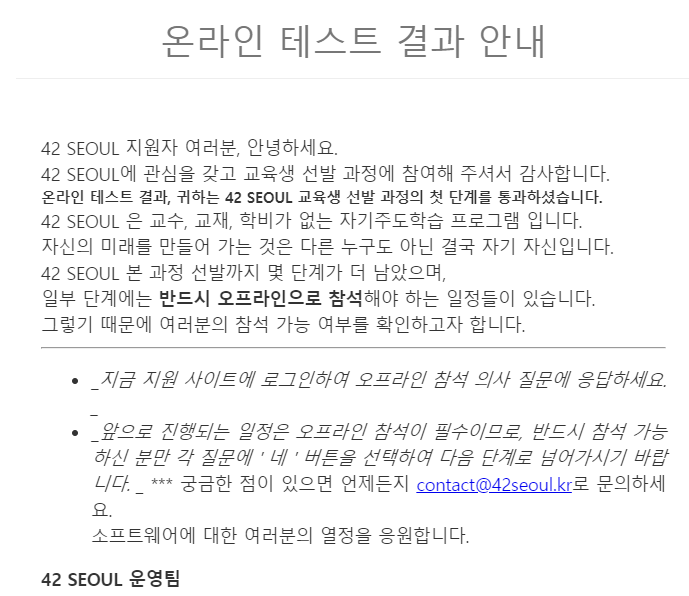 온라인 테스트 결과 안내
42 SEOUL 지원자 여러분, 안녕하세요.
42 SEOUL에 관심을 갖고 교육생 선발 과정에 참여해 주셔서 감사합니다.
온라인 테스트 결과, 귀하는 42 SEOUL 교육생 선발 과정의 첫 단계를 통과하셨습니다.
42 SEOUL 은 교수, 교재, 학비가 없는 자기주도학습 프로그램 입니다.
자신의 미래를 만들어 가는 것은 다른 누구도 아닌 결국 자기 자신입니다.
42 SEOUL 본 과정 선발까지 몇 단계가 더 남았으며,
일부 단계에는 반드시 오프라인으로 참석해야 하는 일정들이 있습니다.
그렇기 때문에 여러분의 참석 가능 여부를 확인하고자 합니다.
• _지금 지원 사이트에 로그인하여 오프라인 참석 의사 질문에 응답하세요.
_
• _앞으로 진행되는 일정은 오프라인 참석이 필수이므로, 반드시 참석 가능
하신 분만 각 질문에 ' 네 ' 버튼을 선택하여 다음 단계로 넘어가시기 바랍
니다. _ *** 궁금한 점이 있으면 언제든지 contact@42seoul.kr로 문의하세
요.
소프트웨어에 대한 여러분의 열정을 응원합니다.
42 SEOUL 운영팀